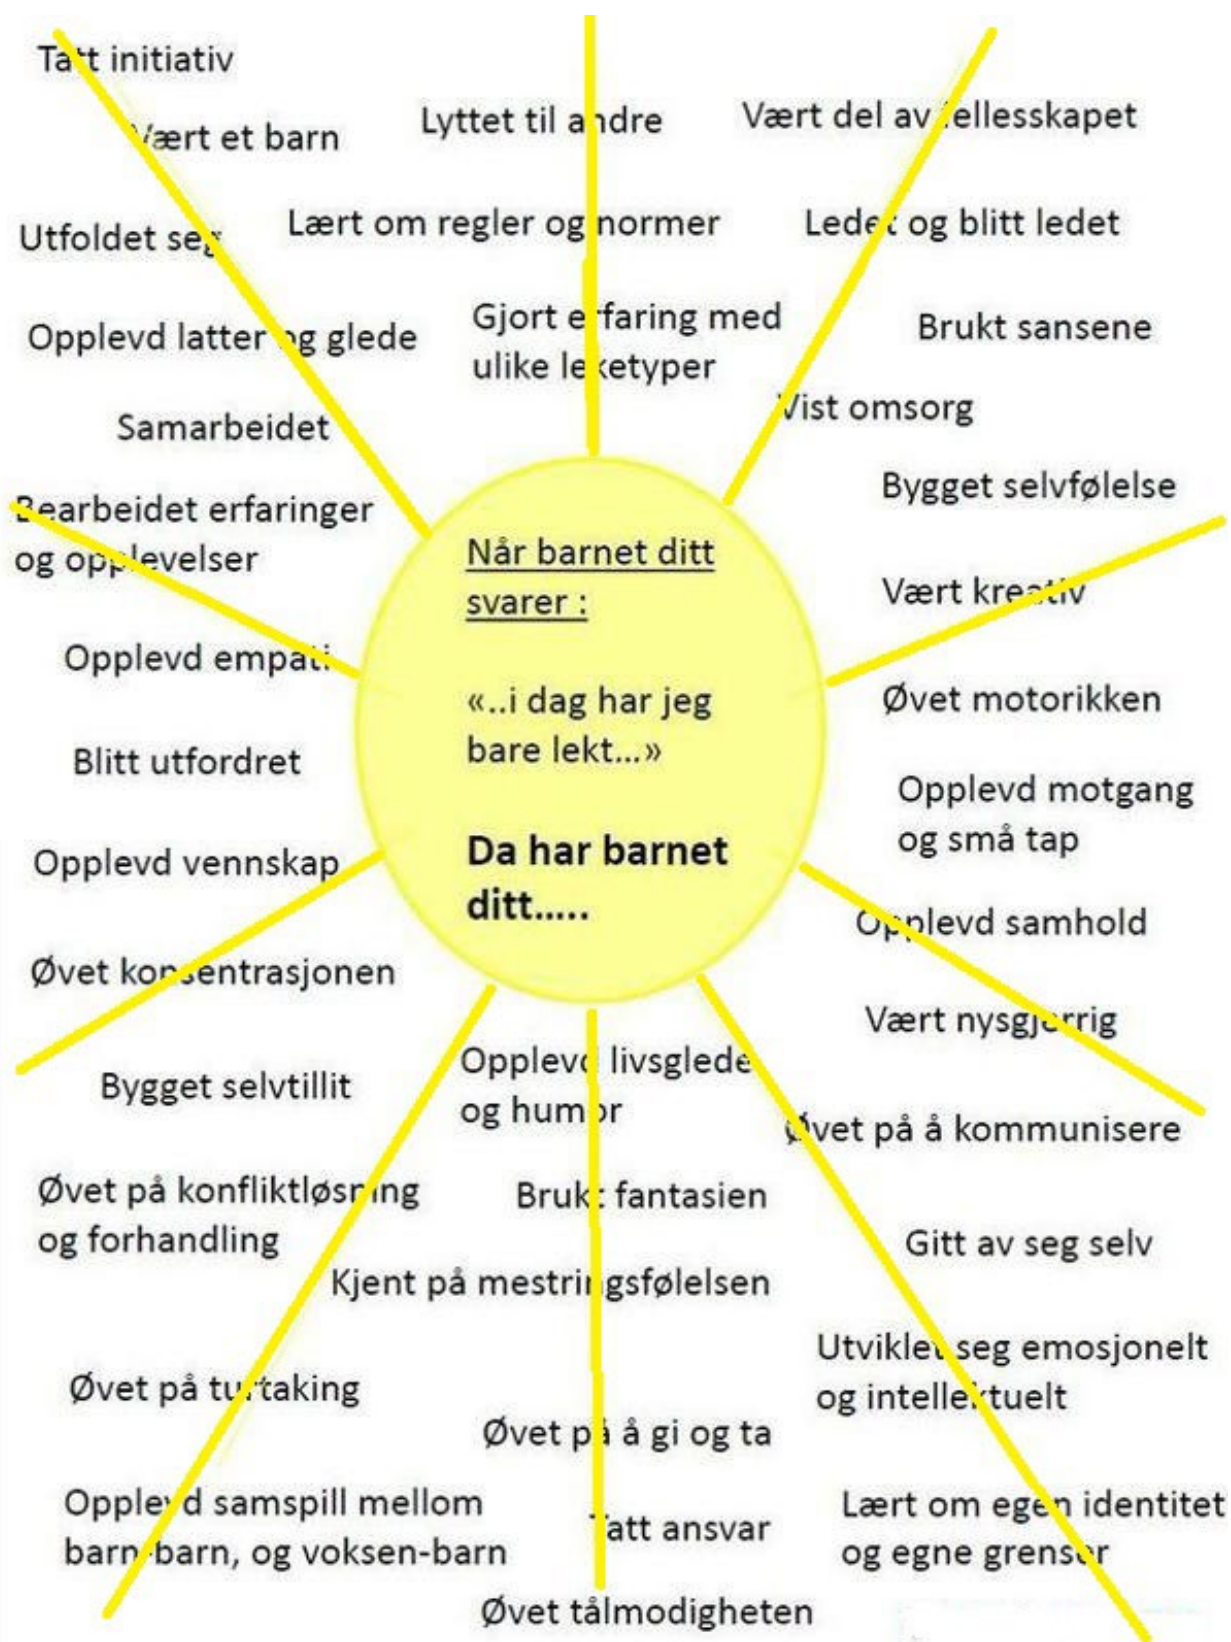 Tatt initiativ
Vært et barn
Lyttet til andre
Vært del av fellesskapet
Utfoldet seg
Lært om regler og normer
Ledet og blitt ledet
Opplevd latter og glede
Gjort erfaring med
ulike leketyper
Brukt sansene
Samarbeidet
Vist omsorg
Bearbeidet erfaringer
og opplevelser
Bygget selvfølelse
Når barnet ditt
svarer :
«..i dag har jeg
bare lekt...»
Da har barnet
ditt.....
Vært kreativ
Opplevd empati
Øvet motorikken
Blitt utfordret
Opplevd motgang
og små tap
Opplevd vennskap
Opplevd samhold
Øvet konsentrasjonen
Vært nysgjerrig
Bygget selvtillit
Opplevd livsglede
og humor
Øvet på å kommunisere
Øvet på konfliktløsning
og forhandling
Brukt fantasien
Gitt av seg selv
Kjent på mestringsfølelsen
Øvet på turtaking
Utviklet seg emosjonelt
og intellektuelt
Øvet på å gi og ta
Opplevd samspill mellom
barn-barn, og voksen-barn
Tatt ansvar
Lært om egen identitet
og egne grenser
Øvet tålmodigheten